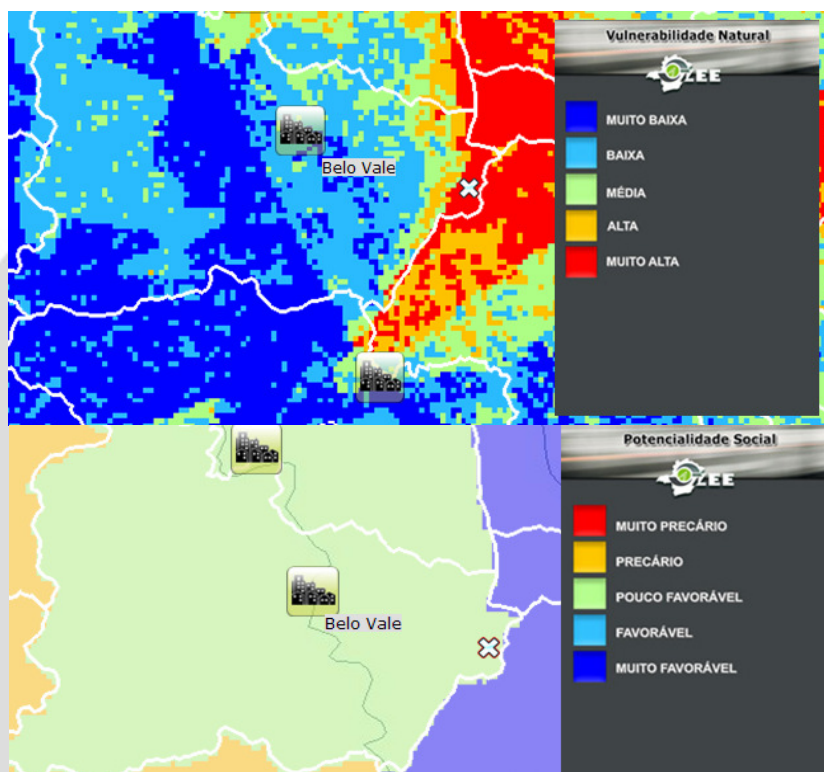 Vulnerabilidade Natural
ZEE
MUITO BAIXA
BAIXA
MÉDIA
ALTA
MUITO ALTA
Belo Vale
Potencialidade Social
ZEE
MUITO PRECÁRIO
PRECÁRIO
POUCO FAVORÁVEL
FAVORÁVEL
MUITO FAVORÁVEL
Belo Vale